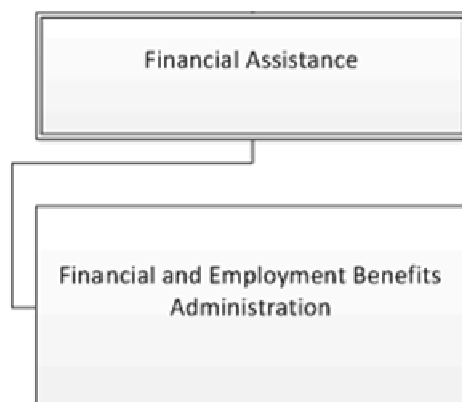 Financial Assistance
Financial and Employment Benefits
Administration